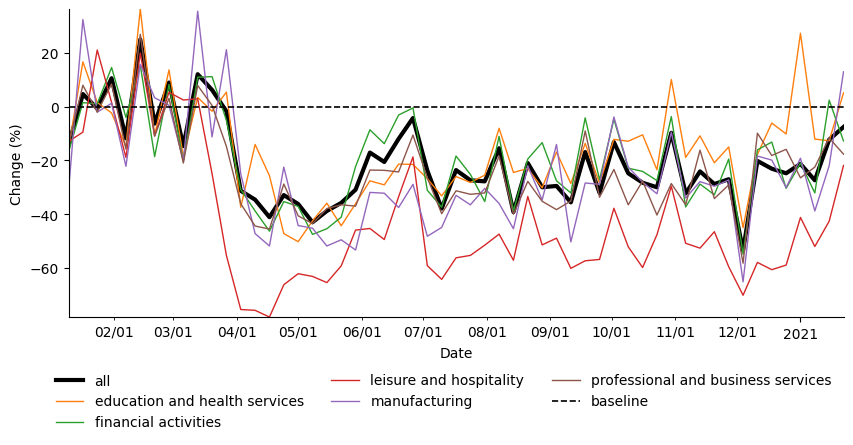 20
0
−20
−40
−60
Change (%)
02/01 03/01 04/01 05/01 06/01 07/01 08/01 09/01 10/01 11/01 12/01 2021
Date
all
education and health services
financial activities
leisure and hospitality
manufacturing
professional and business services
baseline